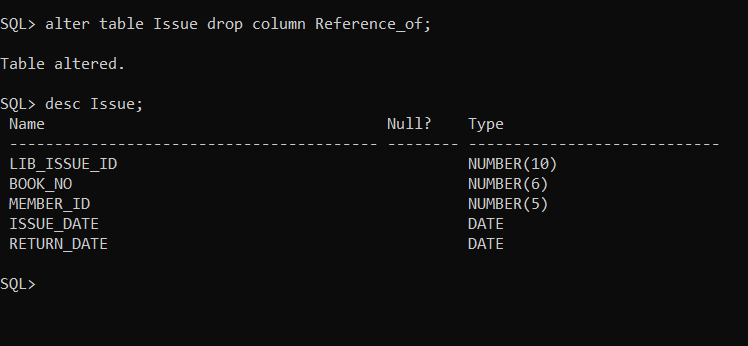 SQL> alter table Issue drop column Reference_of;
Table altered.
SQL> desc Issue;
 Name                                      Null?    Type
 ----------------------------------------- -------- ----------------------------
 LIB_ISSUE_ID                                       NUMBER(10)
 BOOK_NO                                            NUMBER(6)
 MEMBER_ID                                          NUMBER(5)
 ISSUE_DATE                                         DATE
 RETURN_DATE                                        DATE
SQL>